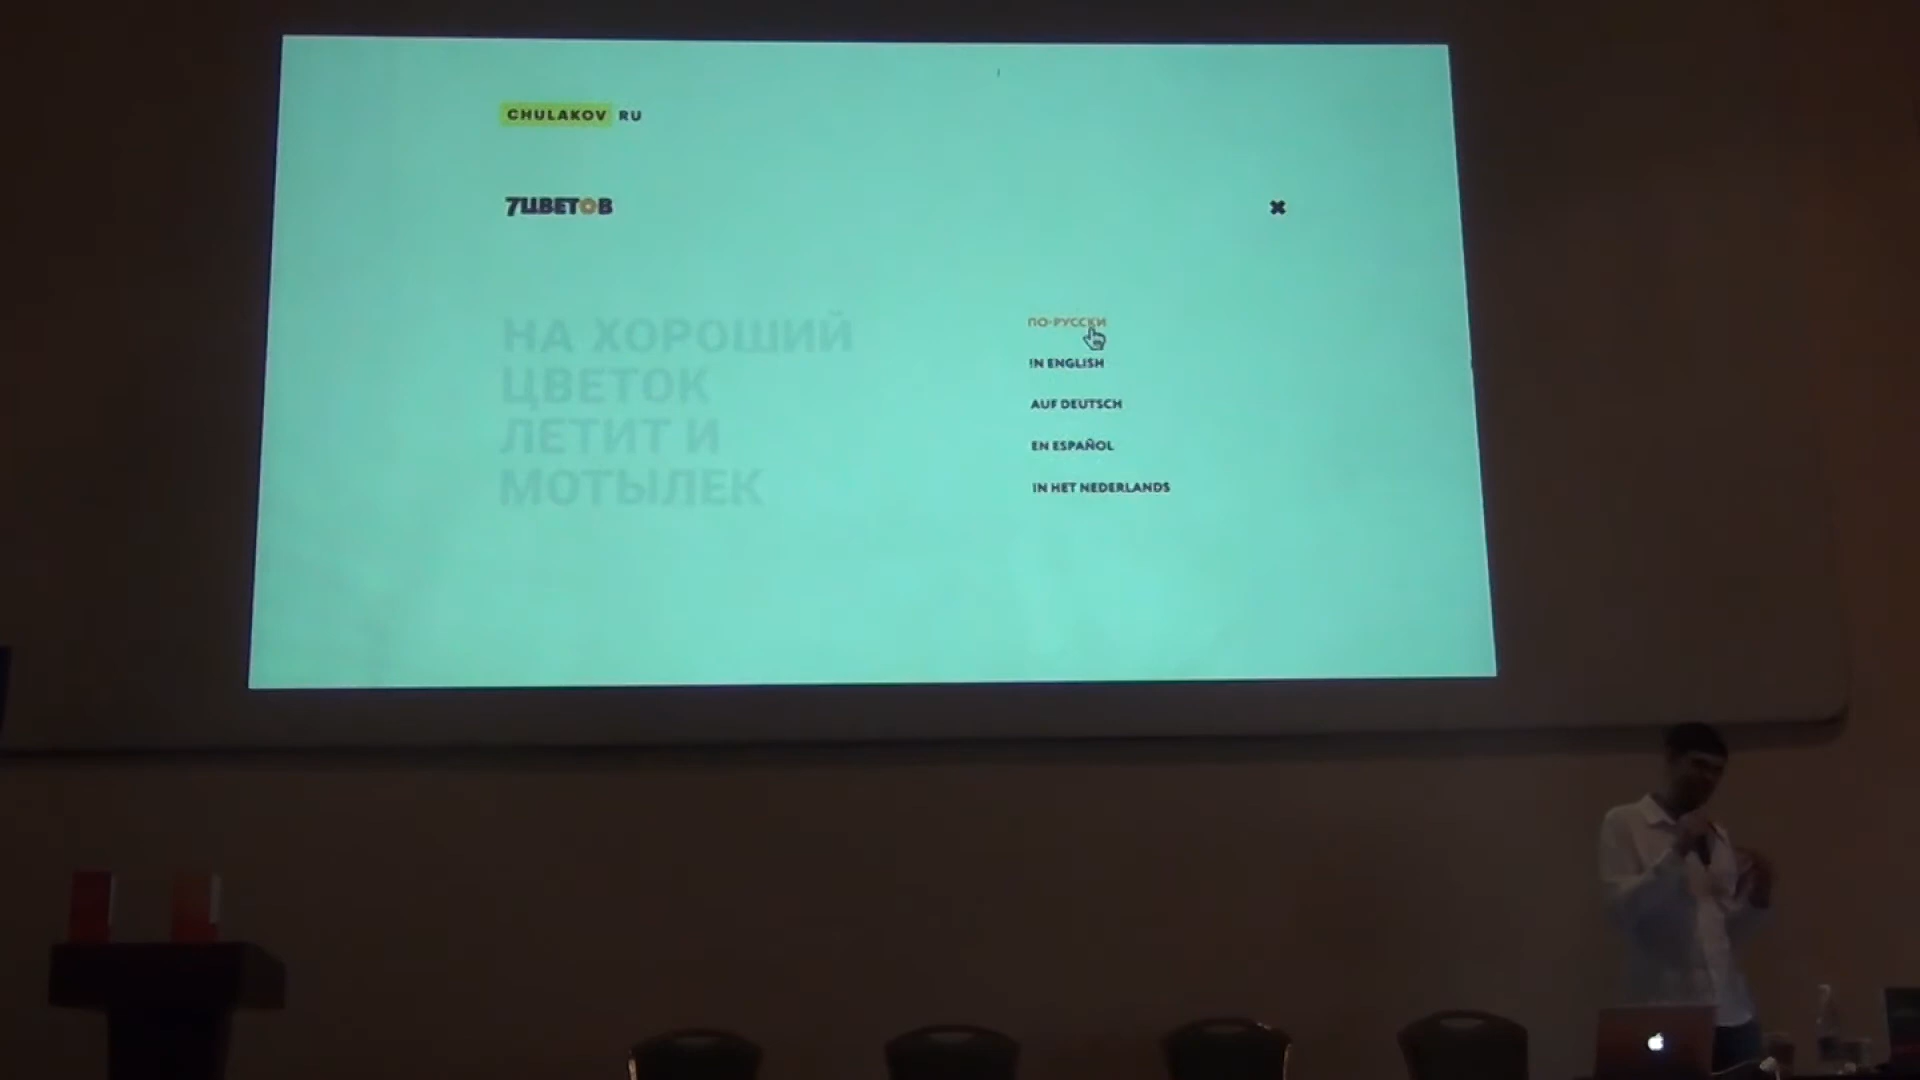 CHULAKOV RU
7ЦВЕТОВ
НА ХОРОШИЙ
ЦВЕТОК
ЛЕТИТ И
МОТЫЛЕК
ПО-РУССКИ
IN ENGLISH
AUF DEUTSCH
EN ESPAÑOL
IN HET NEDERLANDS